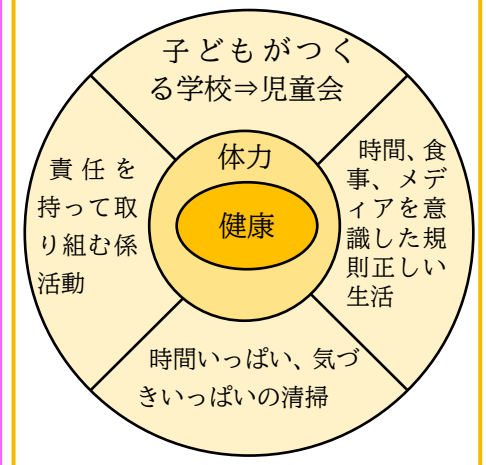 子どもがつく
る学校⇒児童会
責任を
持って取
り組む係
活動
体力
健康
時間、食
事、メデ
ィアを意
識した規
則正しい
生活
時間いっぱい、気づ
きいっぱいの清掃